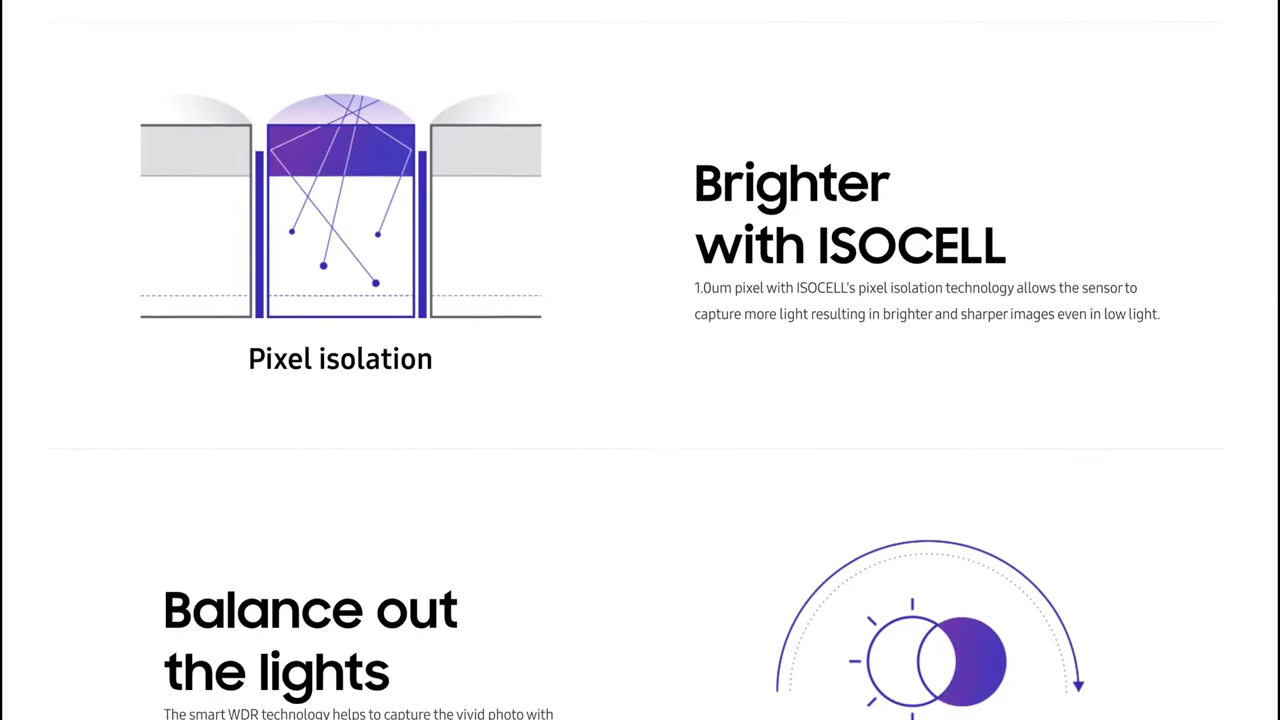 Brighter
with ISOCELL
1.0um pixel with ISOCELL's pixel isolation technology allows the sensor to
capture more light resulting in brighter and sharper images even in low light.
Pixel isolation
Balance out
the lights
The smart WDR technology helps to capture the vivid photo with